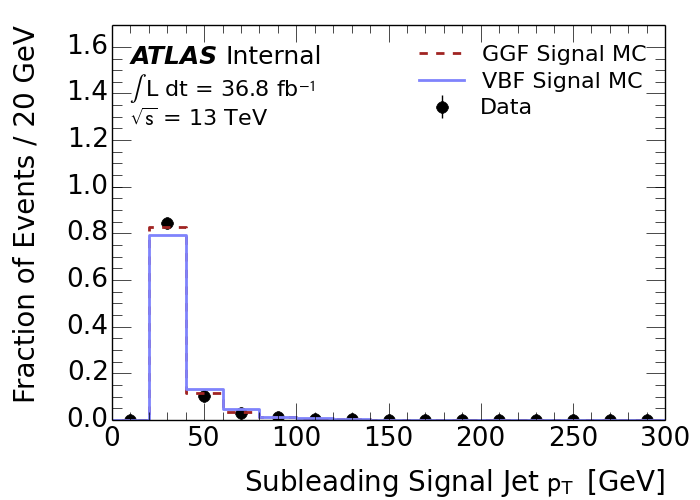 ATLAS Internal
∫L dt = 36.8 fb⁻¹
√s = 13 TeV
GGF Signal MC
VBF Signal MC
Data
Fraction of Events / 20 GeV
1.6
1.4
1.2
1.0
0.8
0.6
0.4
0.2
0.0
0 50 100 150 200 250 300
Subleading Signal Jet pT [GeV]